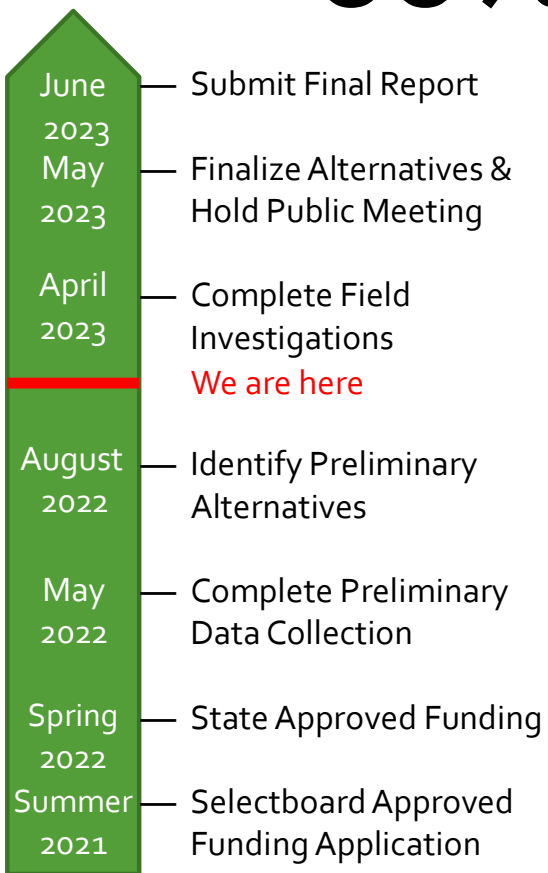 June
2023
Submit Final Report
May
2023
Finalize Alternatives &
Hold Public Meeting
April
2023
Complete Field
Investigations
We are here
August
2022
Identify Preliminary
Alternatives
May
2022
Complete Preliminary
Data Collection
Spring
2022
State Approved Funding
Summer
2021
Selectboard Approved
Funding Application